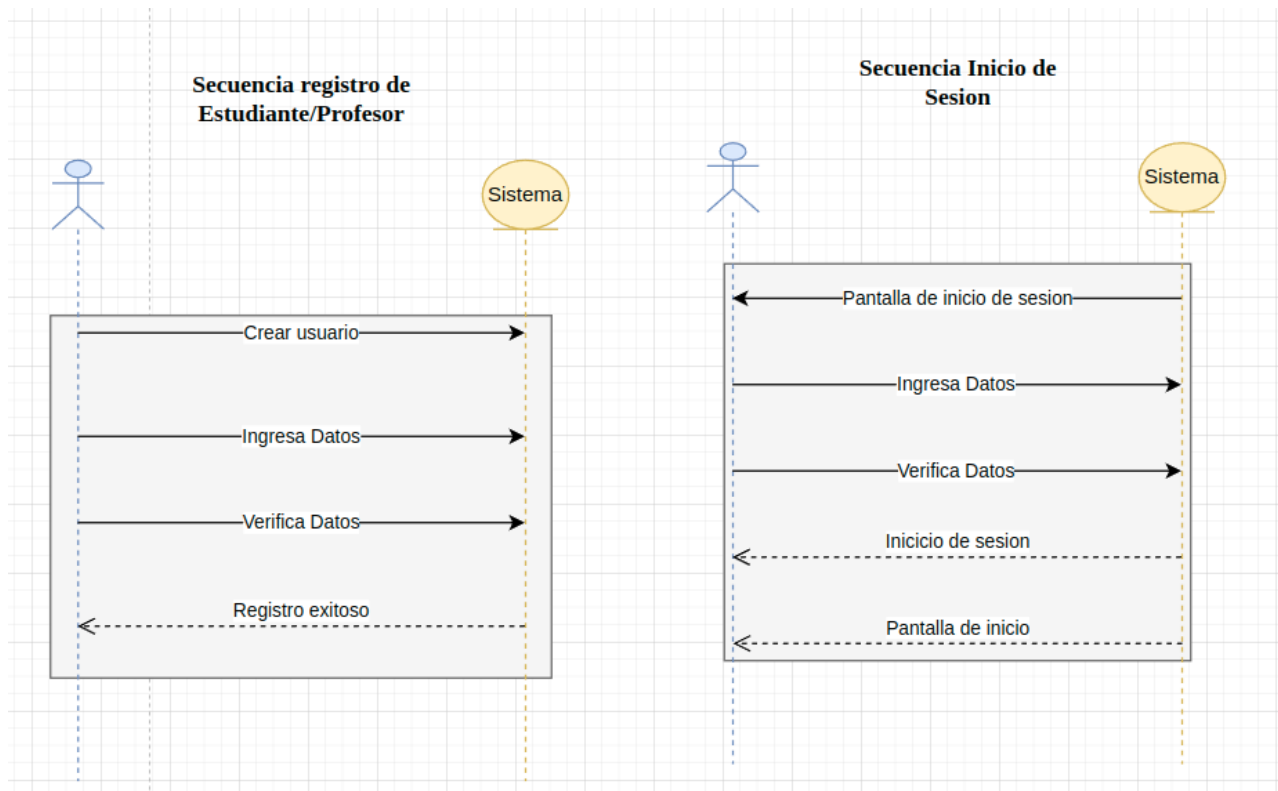 Secuencia registro de
Estudiante/Profesor
Sistema
Crear usuario
Ingresa Datos
Verifica Datos
Registro exitoso
Secuencia Inicio de
Sesion
Sistema
Pantalla de inicio de sesion
Ingresa Datos
Verifica Datos
Inicicio de sesion
Pantalla de inicio